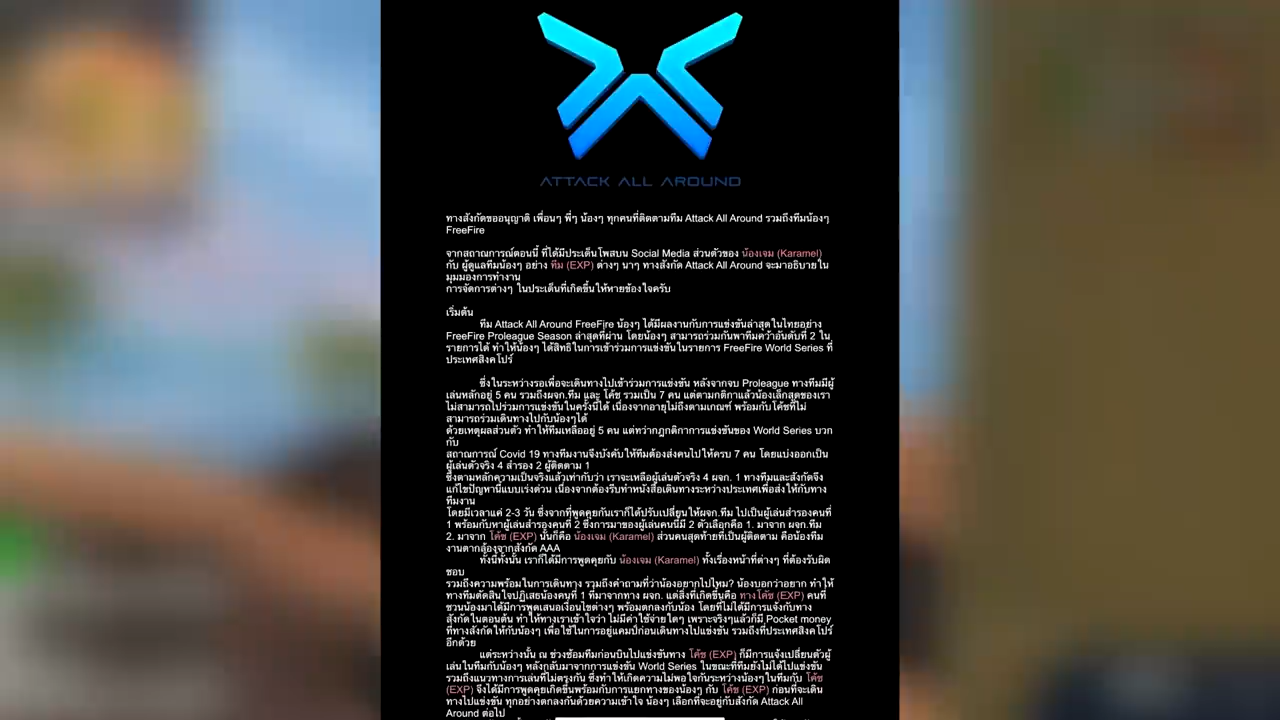 ATTACK ALL AROUND
ทางสังกัดขออนุญาติ เพื่อนๆ พี่ๆ น้องๆ ทุกคนที่ติดตามทีม Attack All Around รวมถึงทีมน้องๆ
FreeFire
จากสถาณการณ์ตอนนี้ ที่ได้มีประเด็นโพสบน Social Media ส่วนตัวของ น้องเจม (Karamel)
กับ ผู้ดูแลทีมน้องๆ อย่าง ทีม (EXP) ต่างๆ นาๆ ทางสังกัด Attack All Around จะมาอธิบายใน
มุมมองการทำงาน
การจัดการต่างๆ ในประเด็นที่เกิดขึ้นให้หายข้องใจครับ
เริ่มต้น
ทีม Attack All Around FreeFire น้องๆ ได้มีผลงานกับการแข่งขันล่าสุดในไทยอย่าง
FreeFire Proleague Season ล่าสุดที่ผ่าน โดยน้องๆ สามารถร่วมกันพาทีมคว้าอันดับที่ 2 ใน
รายการได้ ทำให้น้องๆ ได้สิทธิในการเข้าร่วมการแข่งขันในรายการ FreeFire World Series ที่
ประเทศสิงคโปร์
ซึ่งในระหว่างรอเพื่อจะเดินทางไปเข้าร่วมการแข่งขัน หลังจากจบ Proleague ทางทีมมีผู้
เล่นหลักอยู่ 5 คน รวมถึงผจก.ทีม และ โค้ช รวมเป็น 7 คน แต่ตามกติกาแล้วน้องเล็กสุดของเรา
ไม่สามารถไปร่วมการแข่งขันในครั้งนี้ได้ เนื่องจากอายุไม่ถึงตามเกณฑ์ พร้อมกับโค้ชที่ไม่
สามารถร่วมเดินทางไปกับน้องๆได้
ด้วยเหตุผลส่วนตัว ทำให้ทีมเหลืออยู่ 5 คน แต่ทว่ากฎกติกาการแข่งขันของ World Series บวก
กับ
สถาณการณ์ Covid 19 ทางทีมงานจึงบังคับให้ทีมต้องส่งคนไปให้ครบ 7 คน โดยแบ่งออกเป็น
ผู้เล่นตัวจริง 4 สำรอง 2 ผู้ติดตาม 1
ซึ่งตามหลักความเป็นจริงแล้วเท่ากับว่า เราจะเหลือผู้เล่นตัวจริง 4 ผจก. 1 ทางทีมและสังกัดจึง
แก้ไขปัญหานี้แบบเร่งด่วน เนื่องจากต้องรีบทำหนังสือเดินทางระหว่างประเทศเพื่อส่งให้กับทาง
ทีมงาน
โดยมีเวลาแค่ 2-3 วัน ซึ่งจากที่พูดคุยกันเราก็ได้ปรับเปลี่ยนให้ผจก.ทีม ไปเป็นผู้เล่นสำรองคนที่
1 พร้อมกับหาผู้เล่นสำรองคนที่ 2 ซึ่งการมาของผู้เล่นคนนี้มี 2 ตัวเลือกคือ 1. มาจาก ผจก.ทีม
2. มาจาก โค้ช (EXP) นั้นก็คือ น้องเจม (Karamel) ส่วนคนสุดท้ายที่เป็นผู้ติดตาม คือน้องทีม
งานตากล้องจากสังกัด AAA
ทั้งนี้ทั้งนั้น เราก็ได้มีการพูดคุยกับ น้องเจม (Karamel) ทั้งเรื่องหน้าที่ต่างๆ ที่ต้องรับผิด
ชอบ
รวมถึงความพร้อมในการเดินทาง รวมถึงคำถามที่ว่าน้องอยากไปไหม? น้องบอกว่าอยาก ทำให้
ทางทีมตัดสินใจปฏิเสธน้องคนที่ 1 ที่มาจากทาง ผจก. แต่สิ่งที่เกิดขึ้นคือ ทางโค้ช (EXP) คนที่
ชวนน้องมาได้มีการพูดเสนอเงื่อนไขต่างๆ พร้อมตกลงกับน้อง โดยที่ไม่ได้มีการแจ้งกับทาง
สังกัดในตอนต้น ทำให้ทางเราเข้าใจว่า ไม่มีค่าใช้จ่ายใดๆ เพราะจริงๆแล้วก็มี Pocket money
ที่ทางสังกัดให้กับน้องๆ เพื่อใช้ในการอยู่แคมป์ก่อนเดินทางไปแข่งขัน รวมถึงที่ประเทศสิงคโปร์
อีกด้วย
แต่ระหว่างนั้น ณ ช่วงซ้อมทีมก่อนบินไปแข่งขันทาง โค้ช (EXP) ก็มีการแจ้งเปลี่ยนตัวผู้
เล่นในทีมกับน้องๆ หลังกลับมาจากการแข่งขัน World Series ในขณะที่ทีมยังไม่ได้ไปแข่งขัน
รวมถึงแนวทางการเล่นที่ไม่ตรงกัน ซึ่งทำให้เกิดความไม่พอใจกันระหว่างน้องๆในทีมกับ โค้ช
(EXP) จึงได้มีการพูดคุยเกิดขึ้นพร้อมกับการแยกทางของน้องๆ กับ โค้ช (EXP) ก่อนที่จะเดิน
ทางไปแข่งขัน ทุกอย่างตกลงกันด้วยความเข้าใจ น้องๆ เลือกที่จะอยู่กับสังกัด Attack All
Around ต่อไป